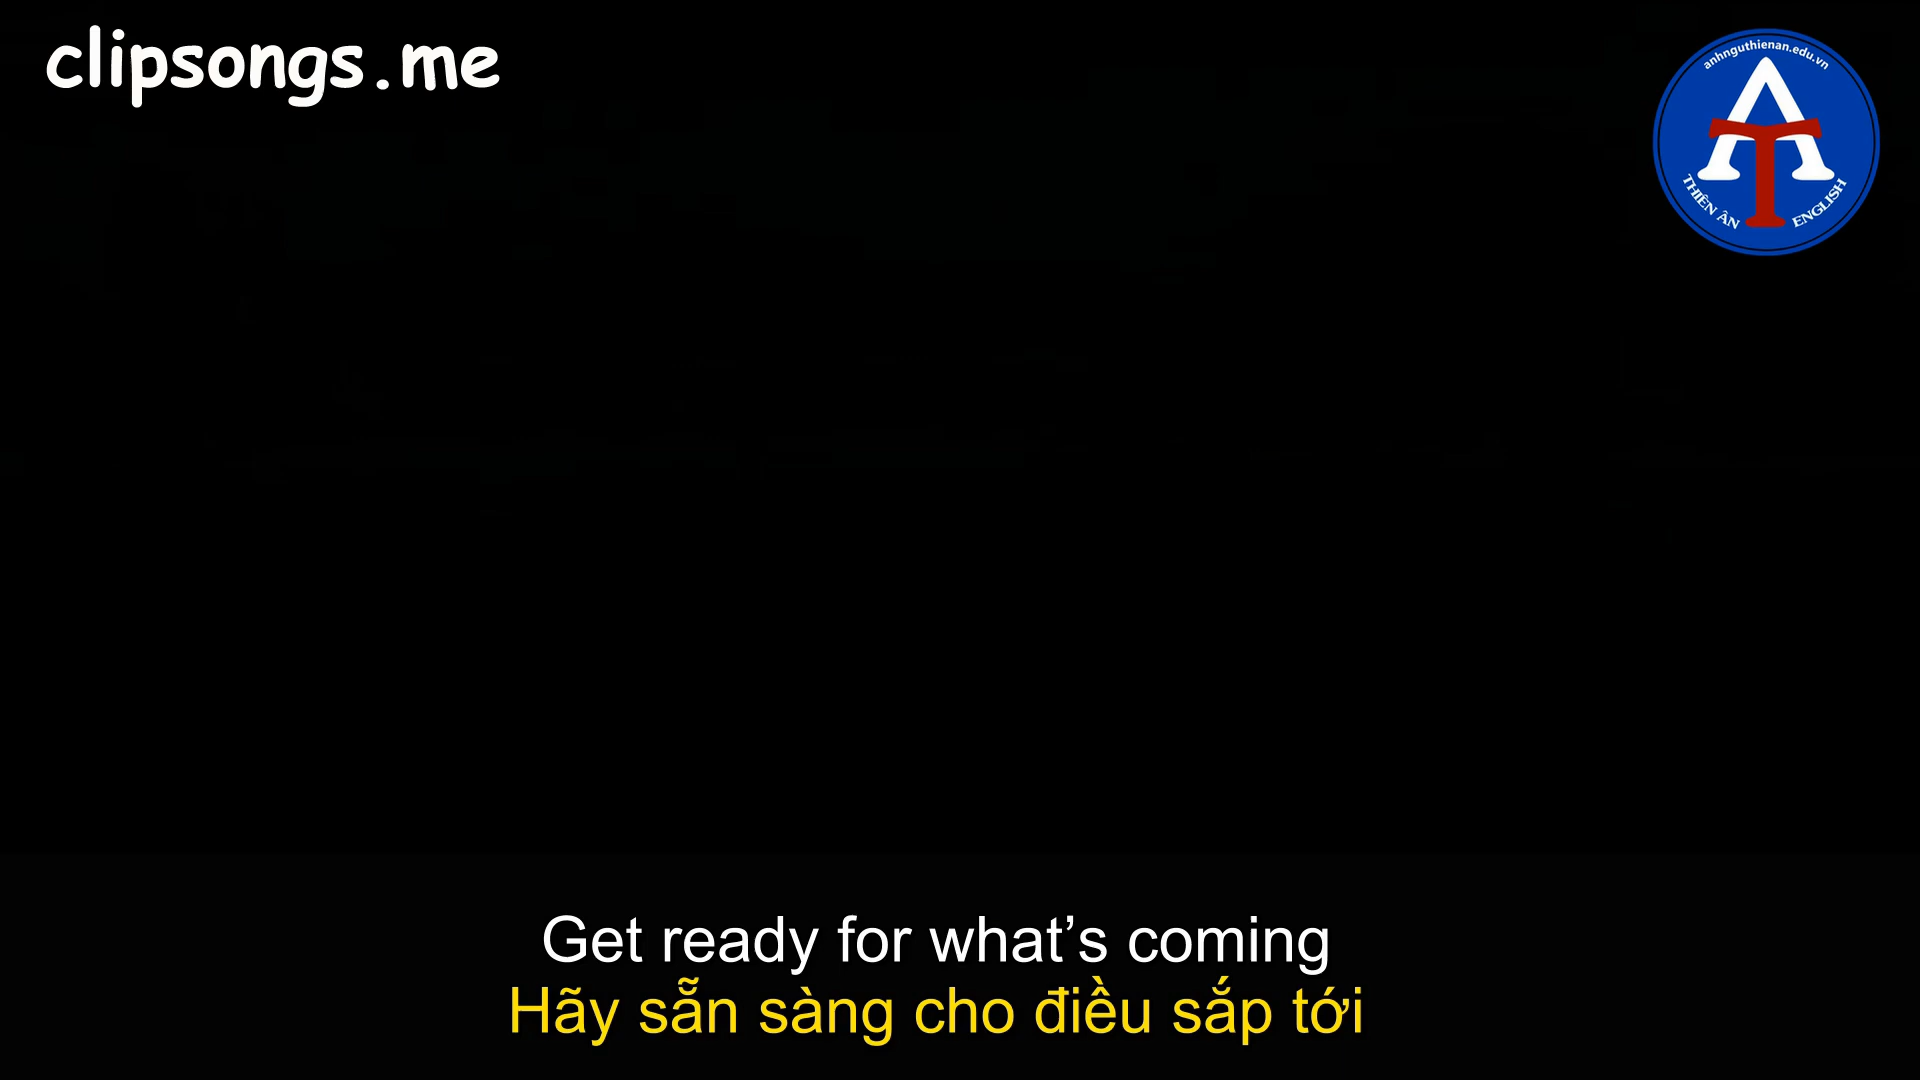 clipsongs.me
anhnguthienan.edu.vn
AT
THIÊN ÂN ENGLISH
Get ready for what’s coming
Hãy sẵn sàng cho điều sắp tới